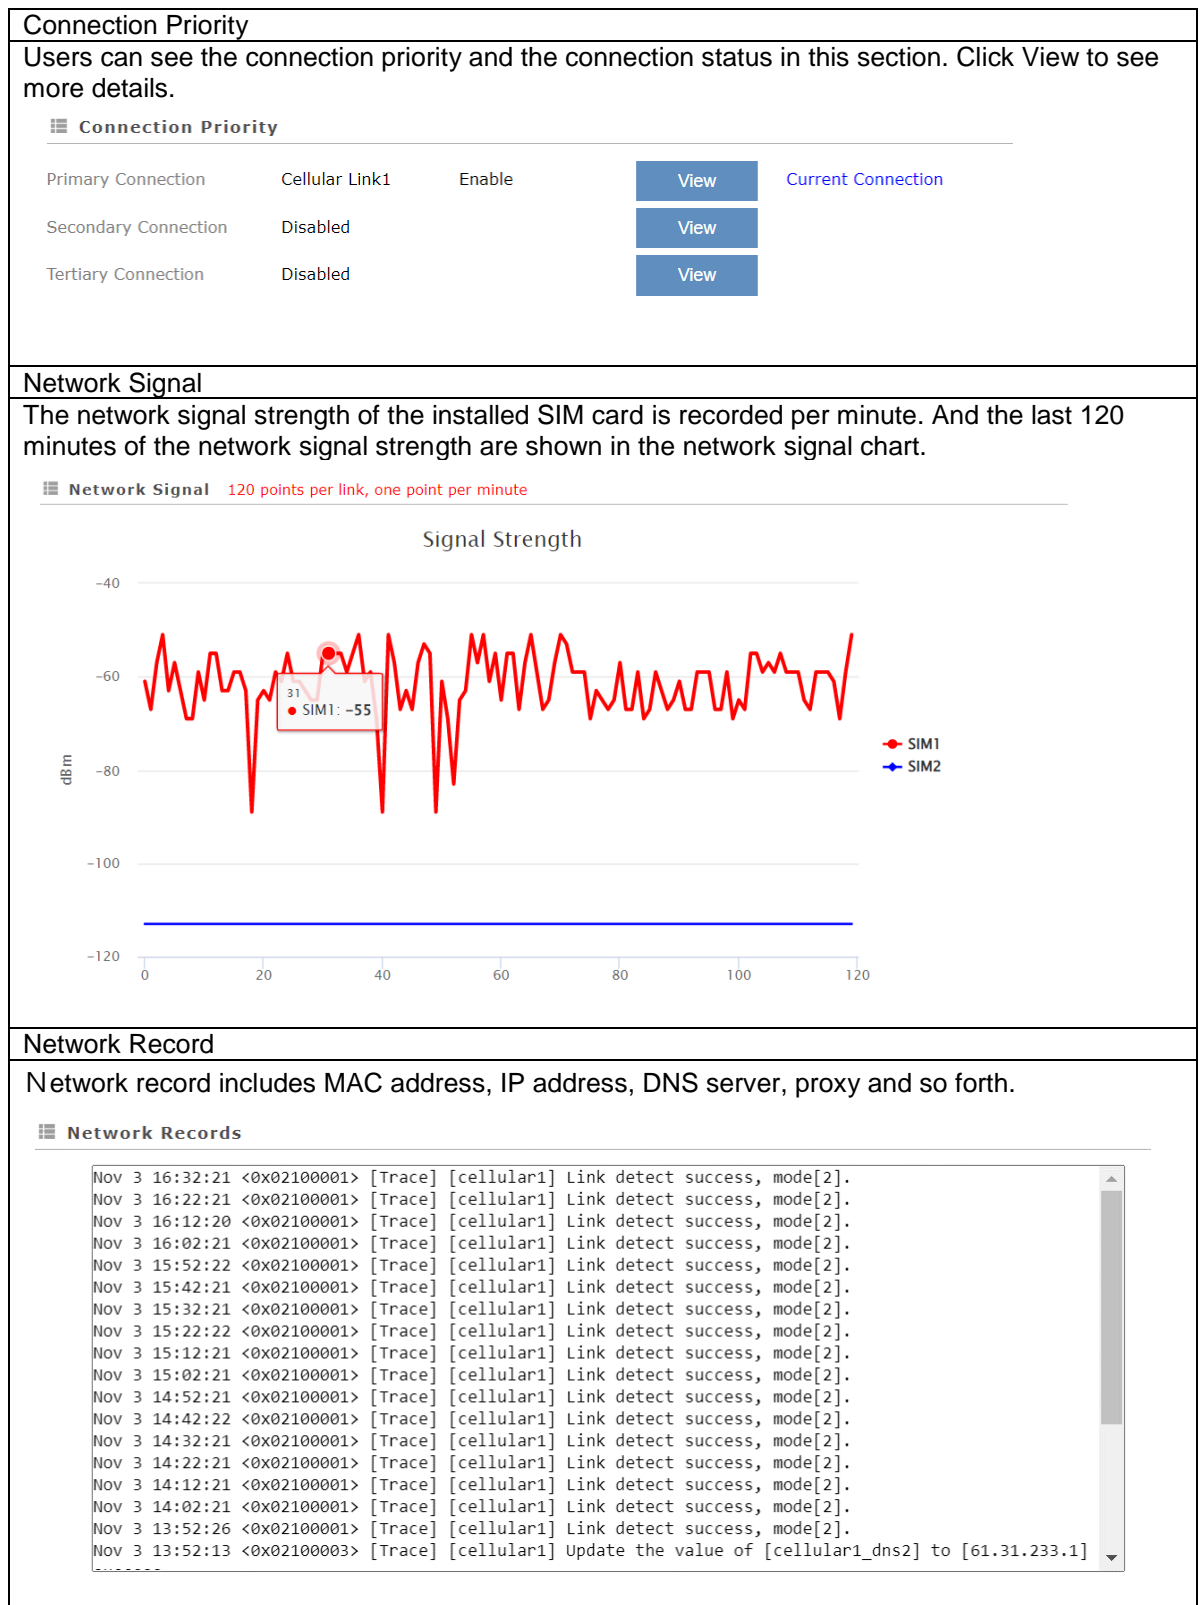 Connection Priority
Users can see the connection priority and the connection status in this section. Click View to see
more details.
Connection Priority
Primary Connection Cellular Link1 Enable View Current Connection
Secondary Connection Disabled View
Tertiary Connection Disabled View
Network Signal
The network signal strength of the installed SIM card is recorded per minute. And the last 120
minutes of the network signal strength are shown in the network signal chart.
Network Signal 120 points per link, one point per minute
Signal Strength
-40
-60
31
SIM1: -55
SIM1
dBm
-80
SIM2
-100
-120
0 20 40 60 80 100 120
Network Record
Network record includes MAC address, IP address, DNS server, proxy and so forth.
Network Records
Nov 3 16:32:21 <0x02100001> [Trace] [cellular1] Link detect success, mode[2].
Nov 3 16:22:21 <0x02100001> [Trace] [cellular1] Link detect success, mode[2].
Nov 3 16:12:20 <0x02100001> [Trace] [cellular1] Link detect success, mode[2].
Nov 3 16:02:21 <0x02100001> [Trace] [cellular1] Link detect success, mode[2].
Nov 3 15:52:22 <0x02100001> [Trace] [cellular1] Link detect success, mode[2].
Nov 3 15:42:21 <0x02100001> [Trace] [cellular1] Link detect success, mode[2].
Nov 3 15:32:21 <0x02100001> [Trace] [cellular1] Link detect success, mode[2].
Nov 3 15:22:22 <0x02100001> [Trace] [cellular1] Link detect success, mode[2].
Nov 3 15:12:21 <0x02100001> [Trace] [cellular1] Link detect success, mode[2].
Nov 3 15:02:21 <0x02100001> [Trace] [cellular1] Link detect success, mode[2].
Nov 3 14:52:21 <0x02100001> [Trace] [cellular1] Link detect success, mode[2].
Nov 3 14:42:22 <0x02100001> [Trace] [cellular1] Link detect success, mode[2].
Nov 3 14:32:21 <0x02100001> [Trace] [cellular1] Link detect success, mode[2].
Nov 3 14:22:21 <0x02100001> [Trace] [cellular1] Link detect success, mode[2].
Nov 3 14:12:21 <0x02100001> [Trace] [cellular1] Link detect success, mode[2].
Nov 3 14:02:21 <0x02100001> [Trace] [cellular1] Link detect success, mode[2].
Nov 3 13:52:26 <0x02100001> [Trace] [cellular1] Link detect success, mode[2].
Nov 3 13:52:13 <0x02100003> [Trace] [cellular1] Update the value of [cellular1_dns2] to [61.31.233.1]